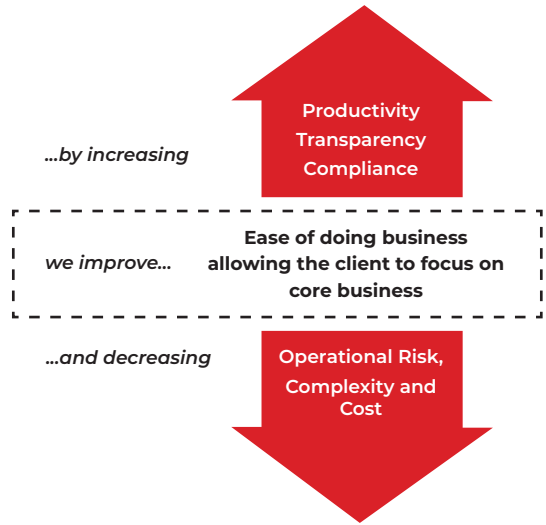 Productivity
Transparency
Compliance
...by increasing
we improve...
Ease of doing business
allowing the client to focus on
core business
...and decreasing
Operational Risk,
Complexity and
Cost